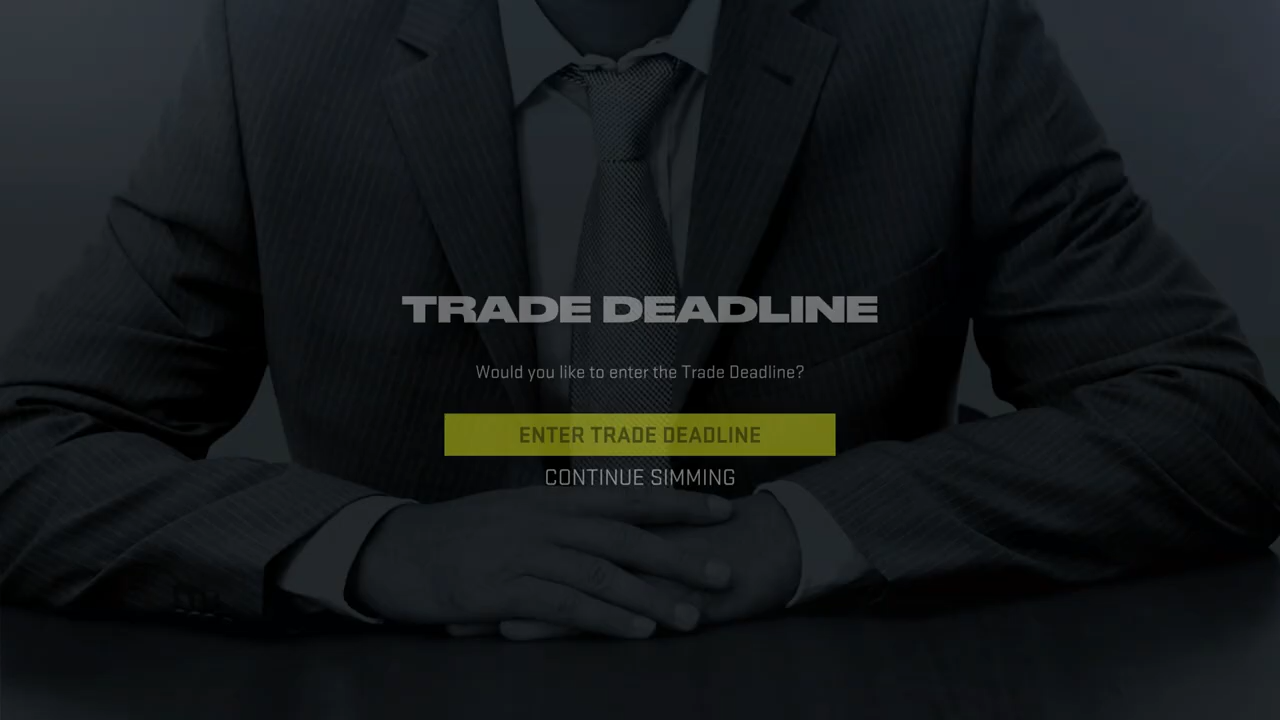 TRADE DEADLINE
Would you like to enter the Trade Deadline?
ENTER TRADE DEADLINE
CONTINUE SIMMING